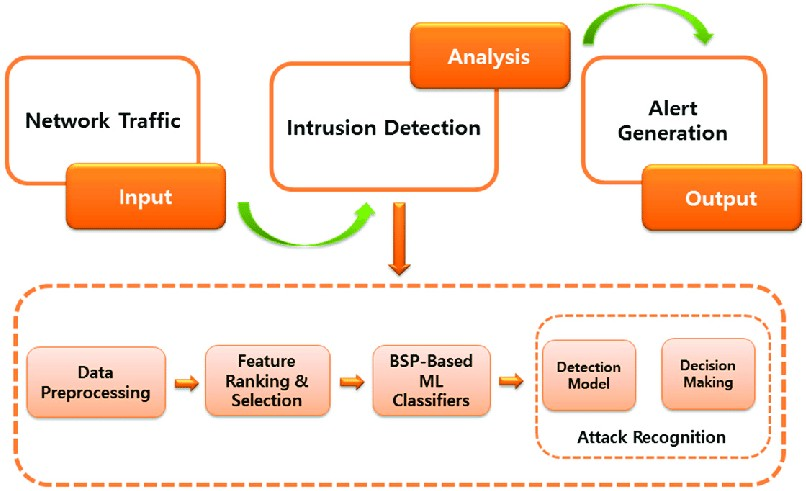 Network Traffic
Input
Analysis
Intrusion Detection
Alert
Generation
Output
Data
Preprocessing
Feature
Ranking &
Selection
BSP-Based
ML
Classifiers
Detection
Model
Decision
Making
Attack Recognition